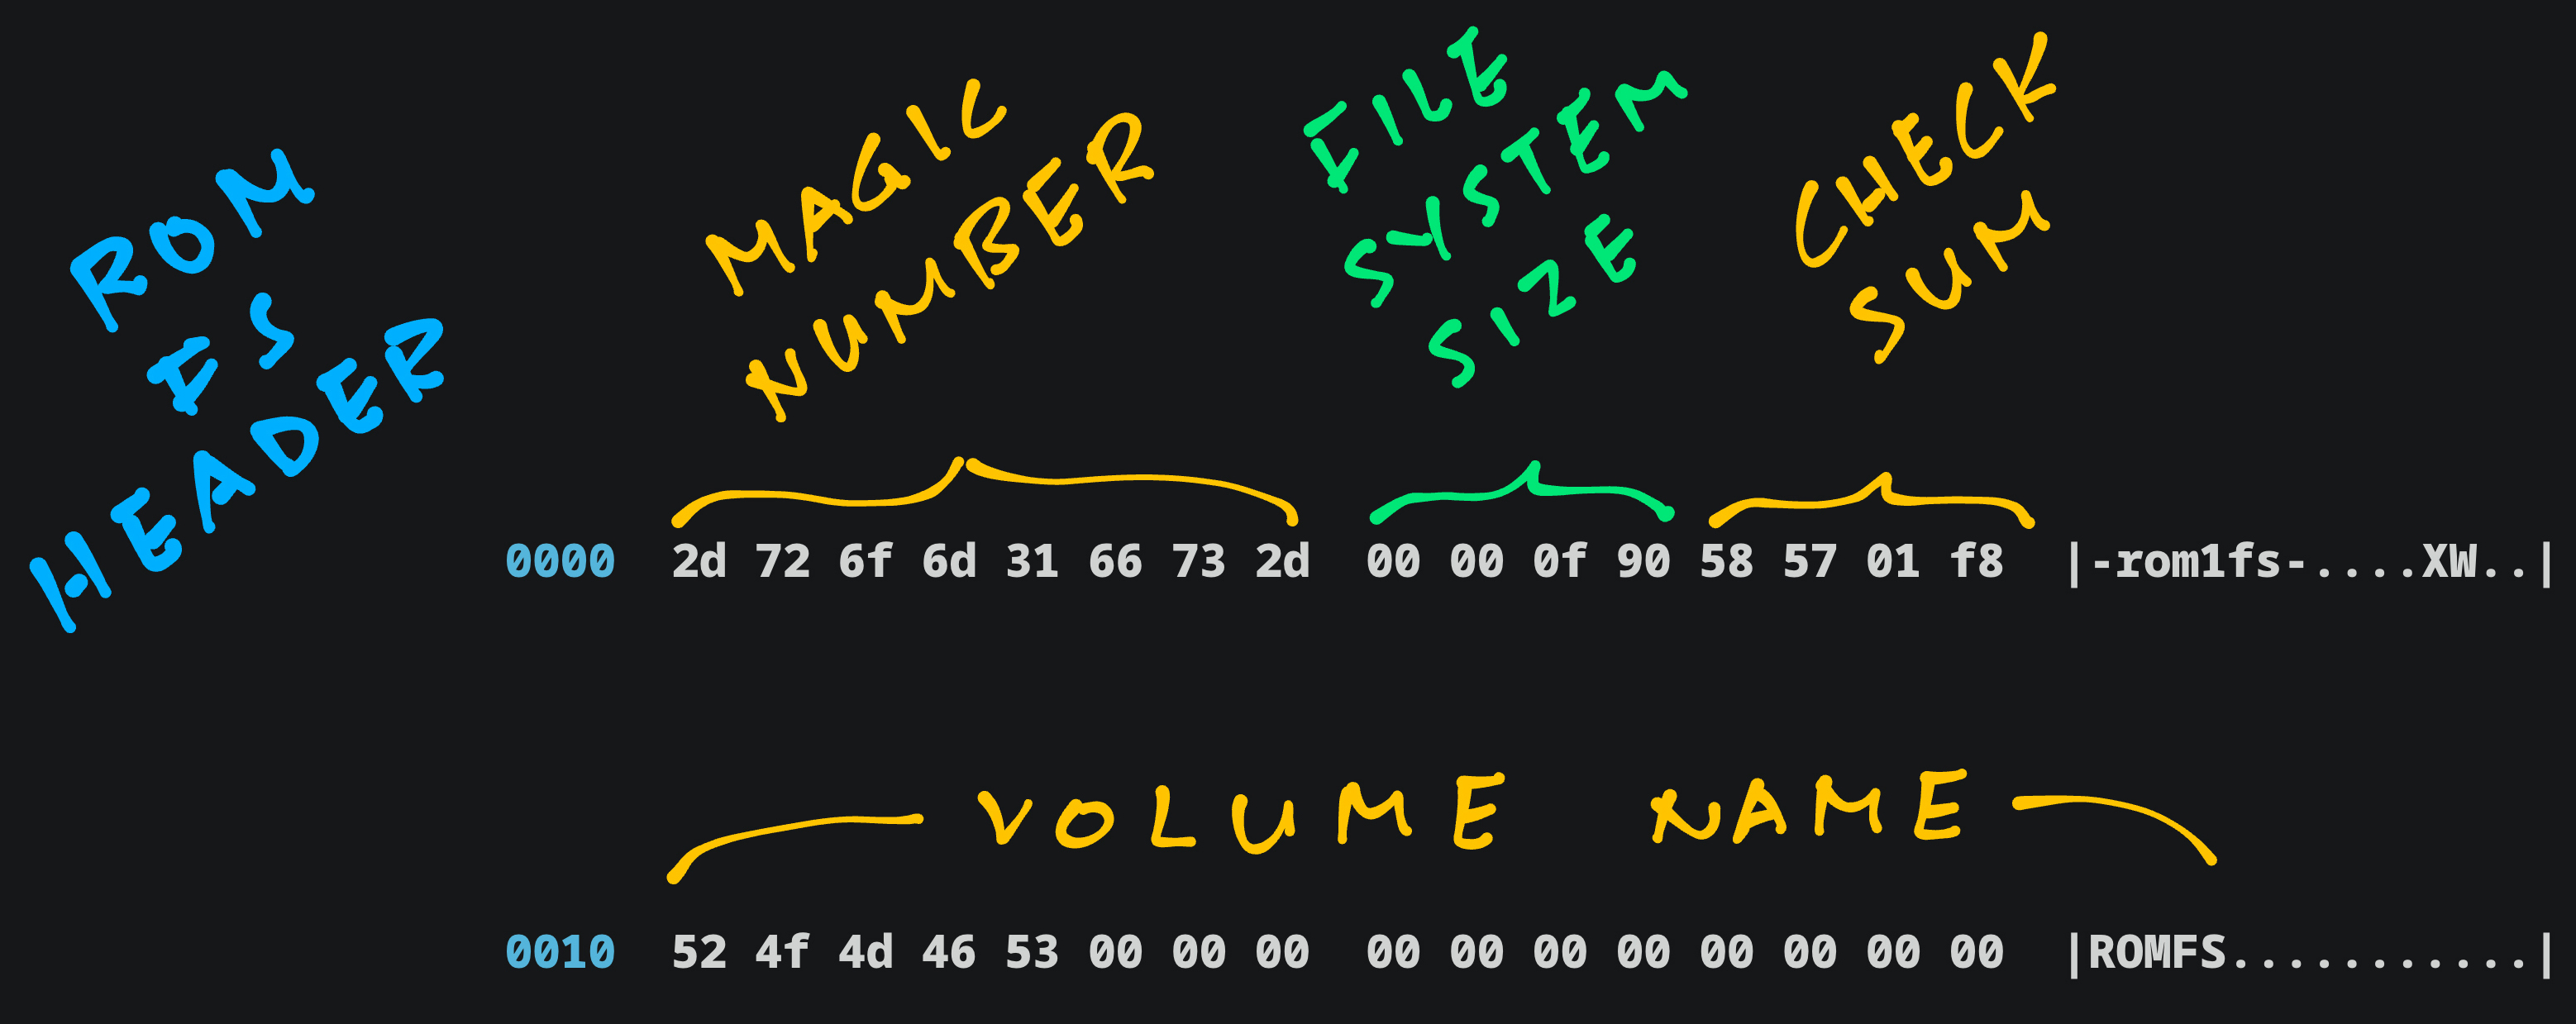 ROM
FS
HEADER
MAGIC
NUMBER
FILE
SYSTEM
SIZE
CHECK
SUM
0000 2d 72 6f 6d 31 66 73 2d 00 00 0f 90 58 57 01 f8 |-rom1fs-....XW..|
VOLUME NAME
0010 52 4f 4d 46 53 00 00 00 00 00 00 00 00 00 00 00 |ROMFS...........|